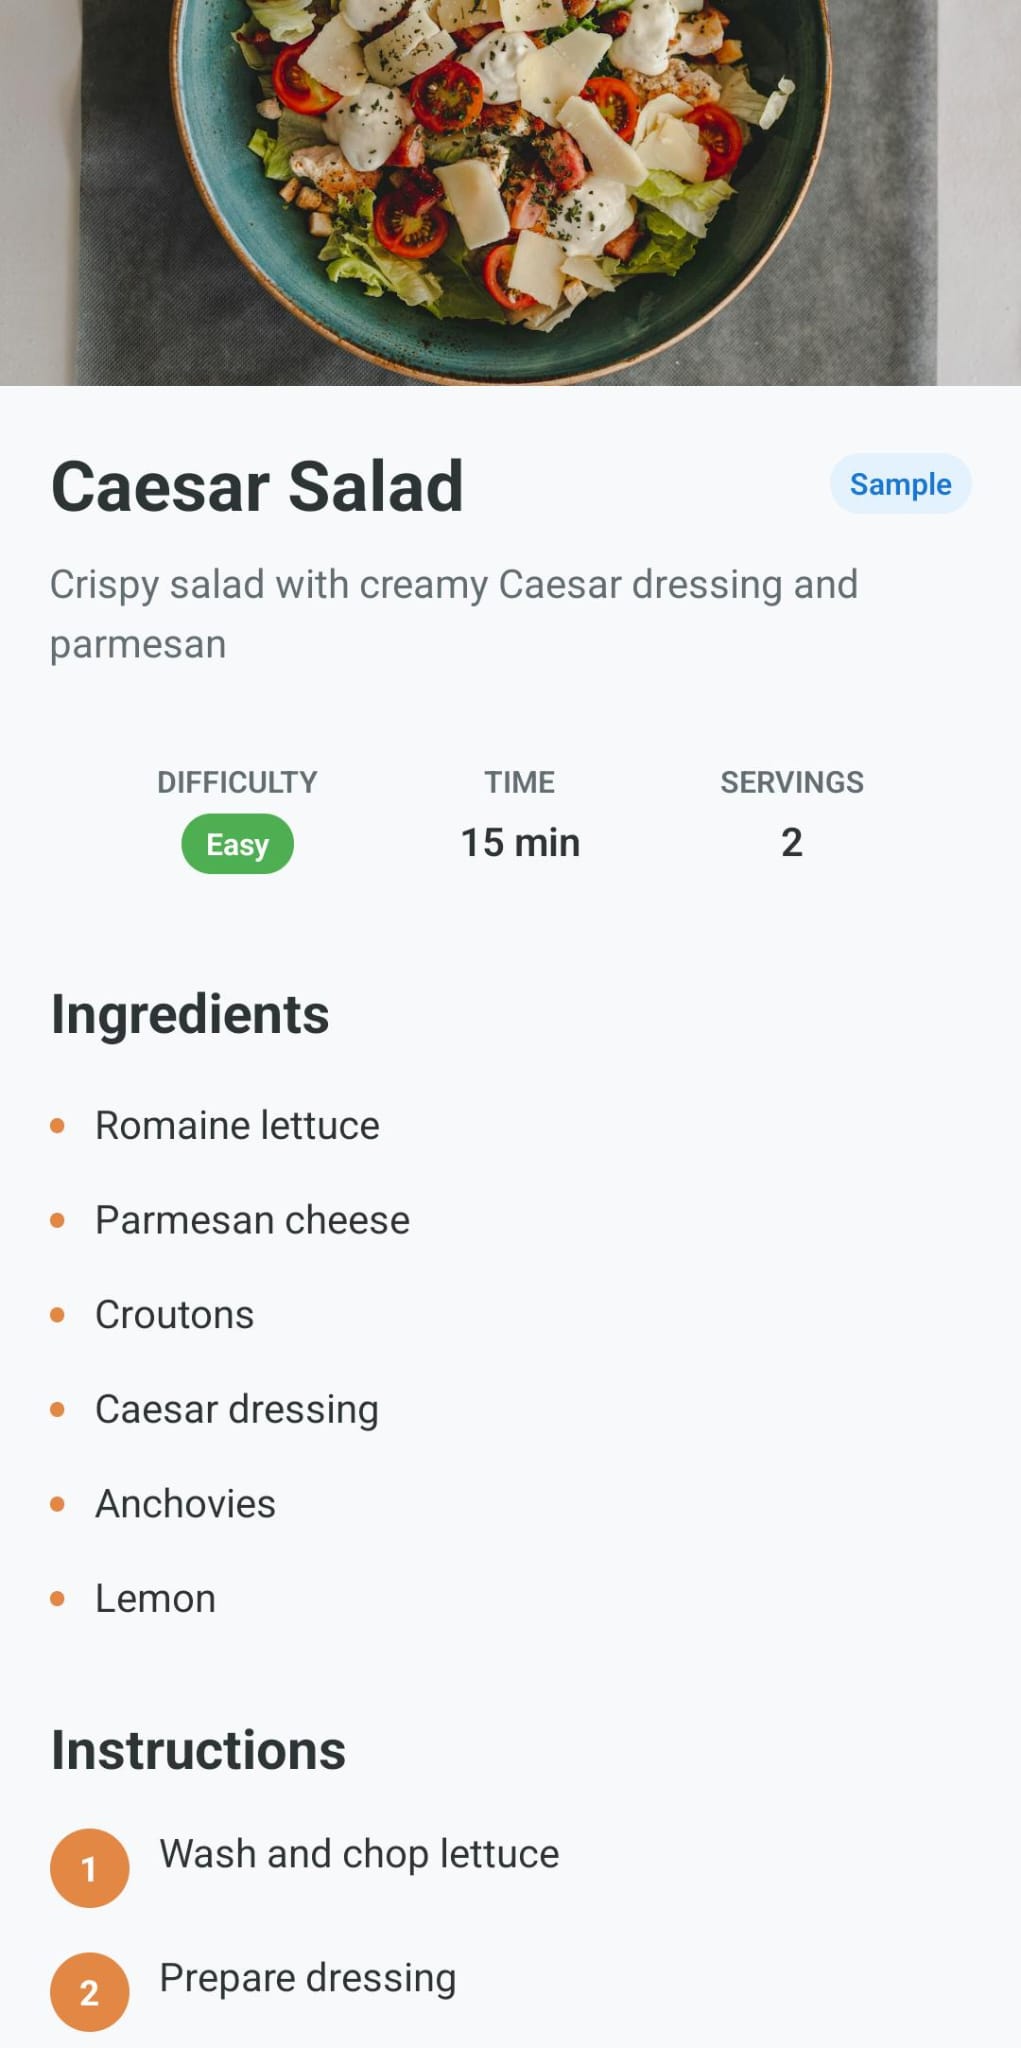 Caesar Salad
Sample
Crispy salad with creamy Caesar dressing and
parmesan
DIFFICULTY
TIME
SERVINGS
Easy
15 min
2
Ingredients
Romaine lettuce
Parmesan cheese
Croutons
Caesar dressing
Anchovies
Lemon
Instructions
1 Wash and chop lettuce
2 Prepare dressing